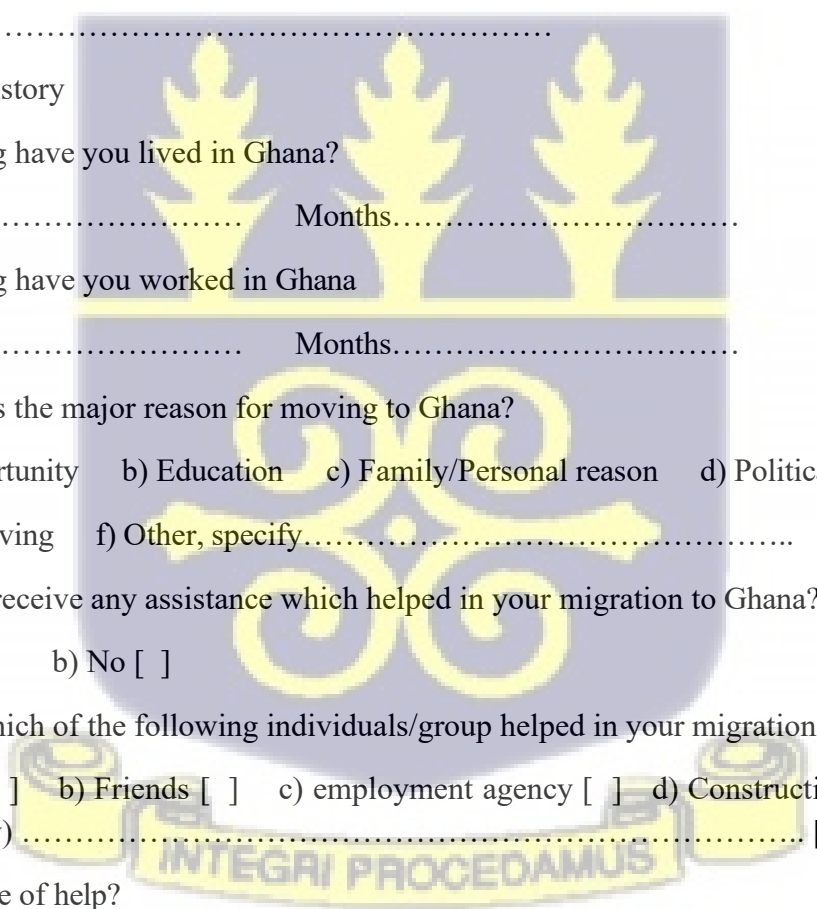 …………………………………………………
story
g have you lived in Ghana?
……………………. Months…………………………….
g have you worked in Ghana
……………………. Months…………………………….
s the major reason for moving to Ghana?
rtunity b) Education c) Family/Personal reason d) Politica
ving f) Other, specify…………………………………………..
receive any assistance which helped in your migration to Ghana?
b) No [ ]
hich of the following individuals/group helped in your migration
] b) Friends [ ] c) employment agency [ ] d) Constructi
) ………………………………………………………………………. [
INTEGRI PROCEDAMUS
e of help?